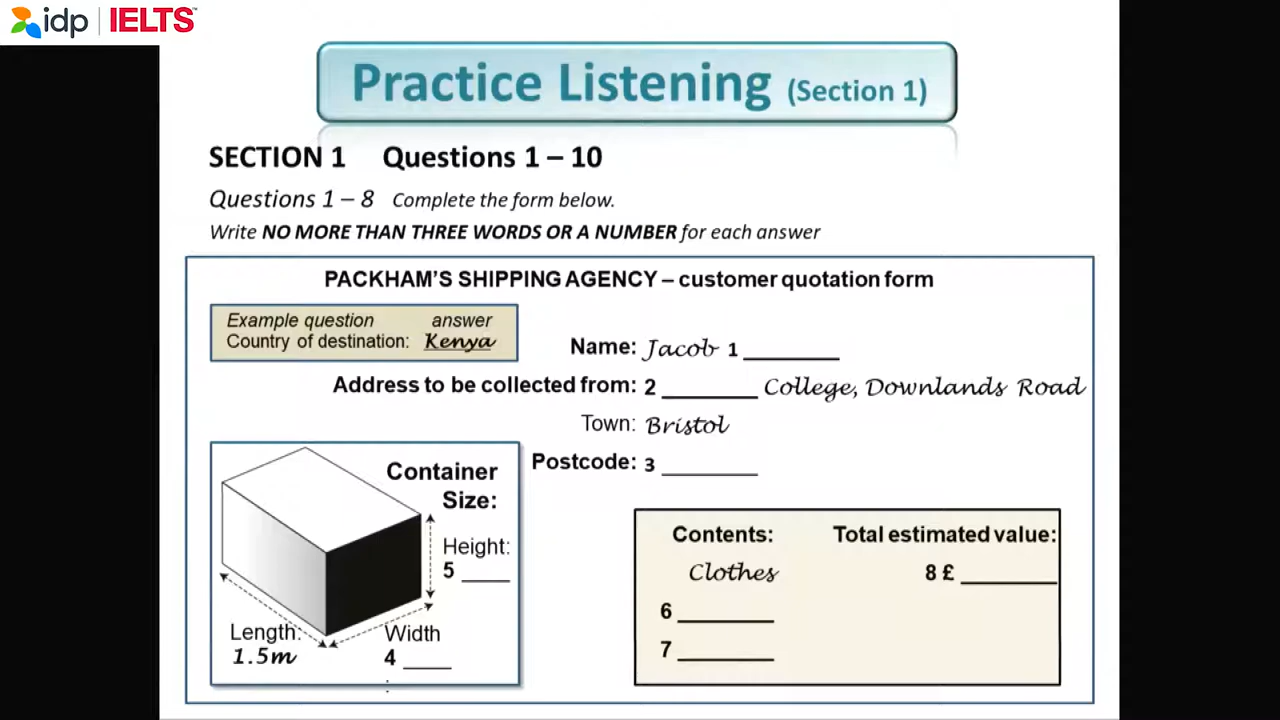 idp | IELTS™
Practice Listening (Section 1)
SECTION 1 Questions 1 – 10
Questions 1 – 8 Complete the form below.
Write NO MORE THAN THREE WORDS OR A NUMBER for each answer
PACKHAM'S SHIPPING AGENCY – customer quotation form
Example question answer
Country of destination: Kenya
Name: Jacob 1 ________
Address to be collected from: 2 ________ College, Downlands Road
Town: Bristol
Postcode: 3 ________
Container
Size:
Height:
5 ____
Length:
1.5m
Width
4 ____
:
Contents: Total estimated value:
Clothes 8 £ ________
6 ________
7 ________